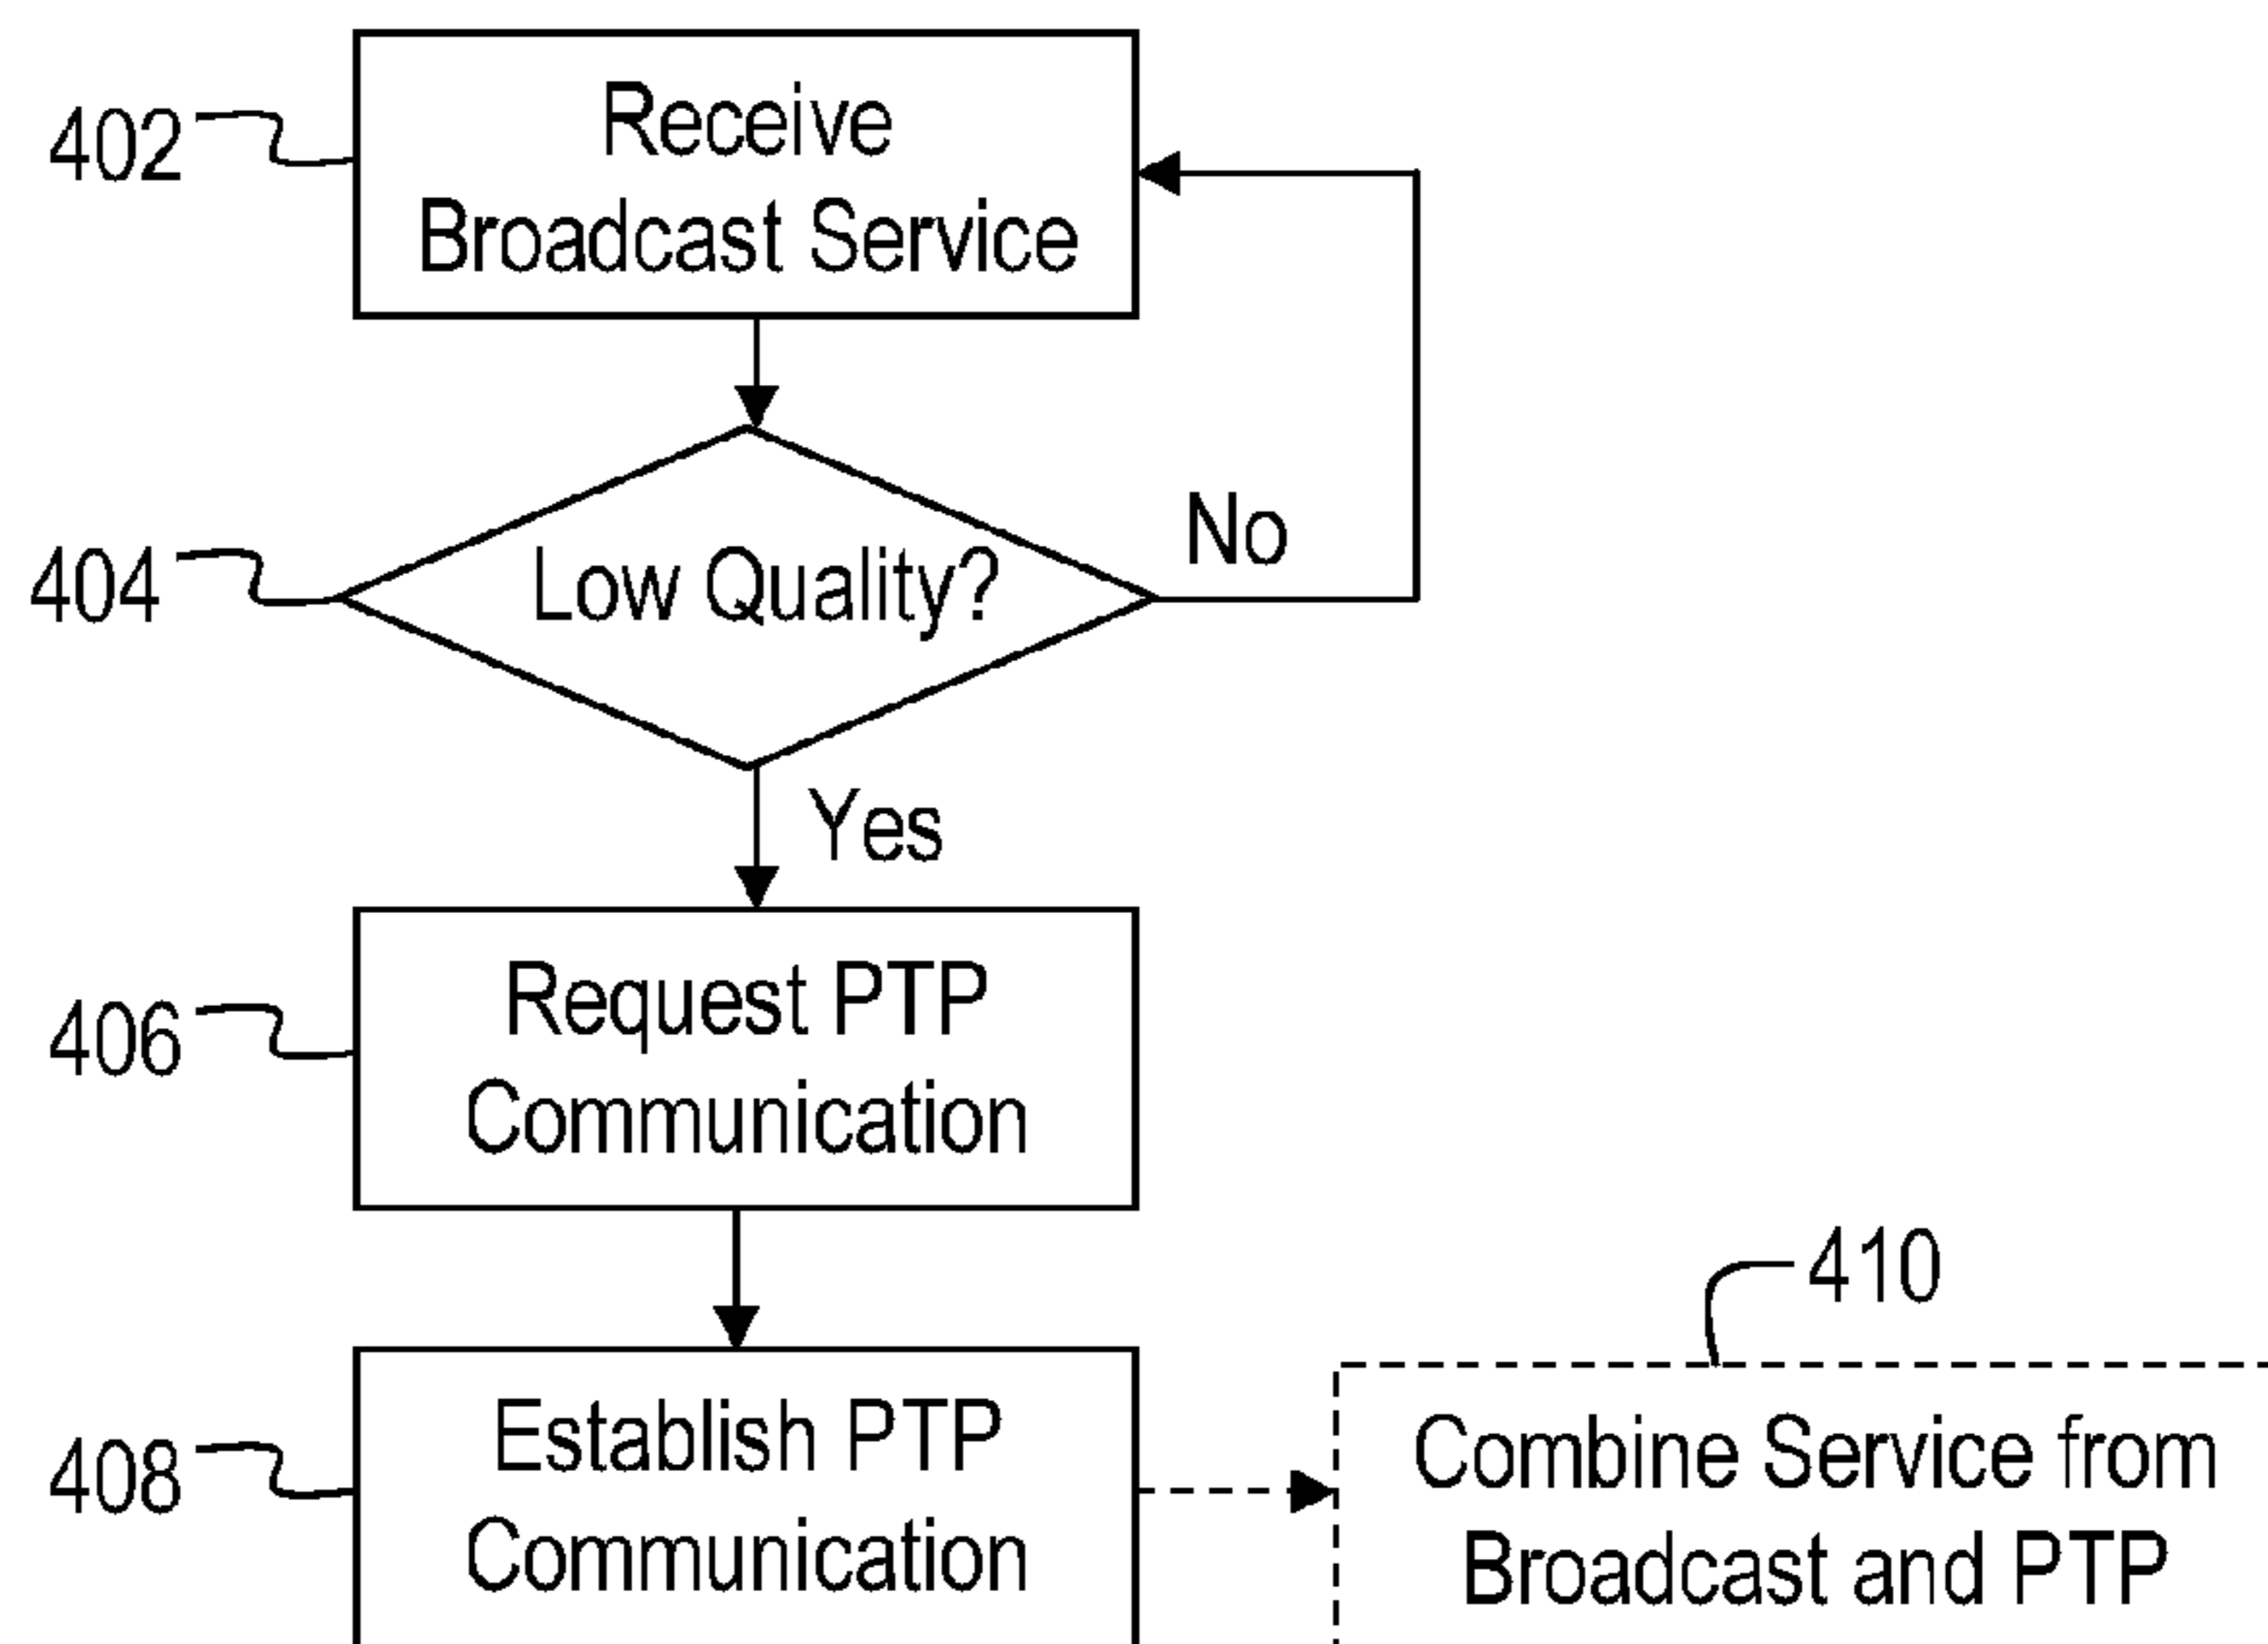 402
Receive
Broadcast Service
404
Low Quality?
No
Yes
406
Request PTP
Communication
410
408
Establish PTP
Communication
Combine Service from
Broadcast and PTP